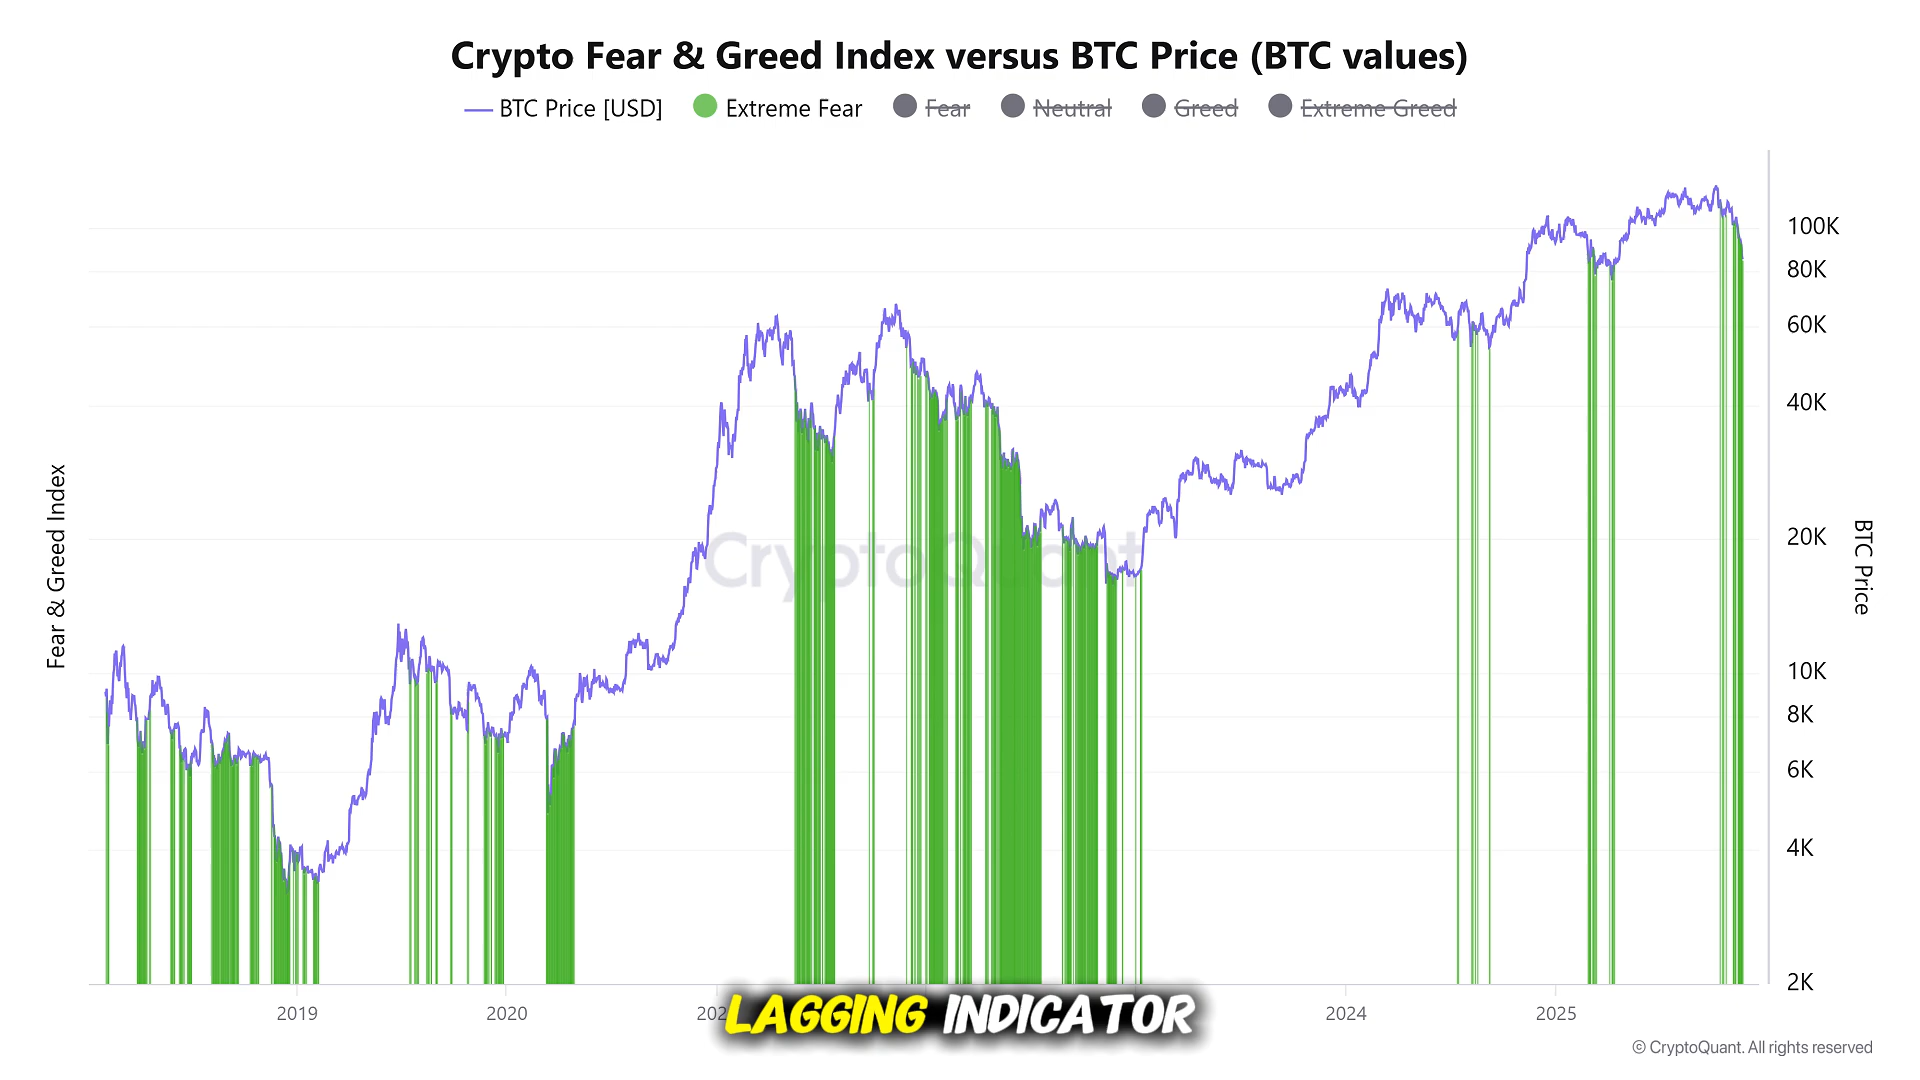 Crypto Fear & Greed Index versus BTC Price (BTC values)
BTC Price [USD] Extreme Fear Fear Neutral Greed Extreme Greed
100K
80K
60K
40K
20K
10K
8K
6K
4K
2K
Fear & Greed Index
BTC Price
CryptoQuant
2019 2020 2024 2025
LAGGING INDICATOR
© CryptoQuant. All rights reserved